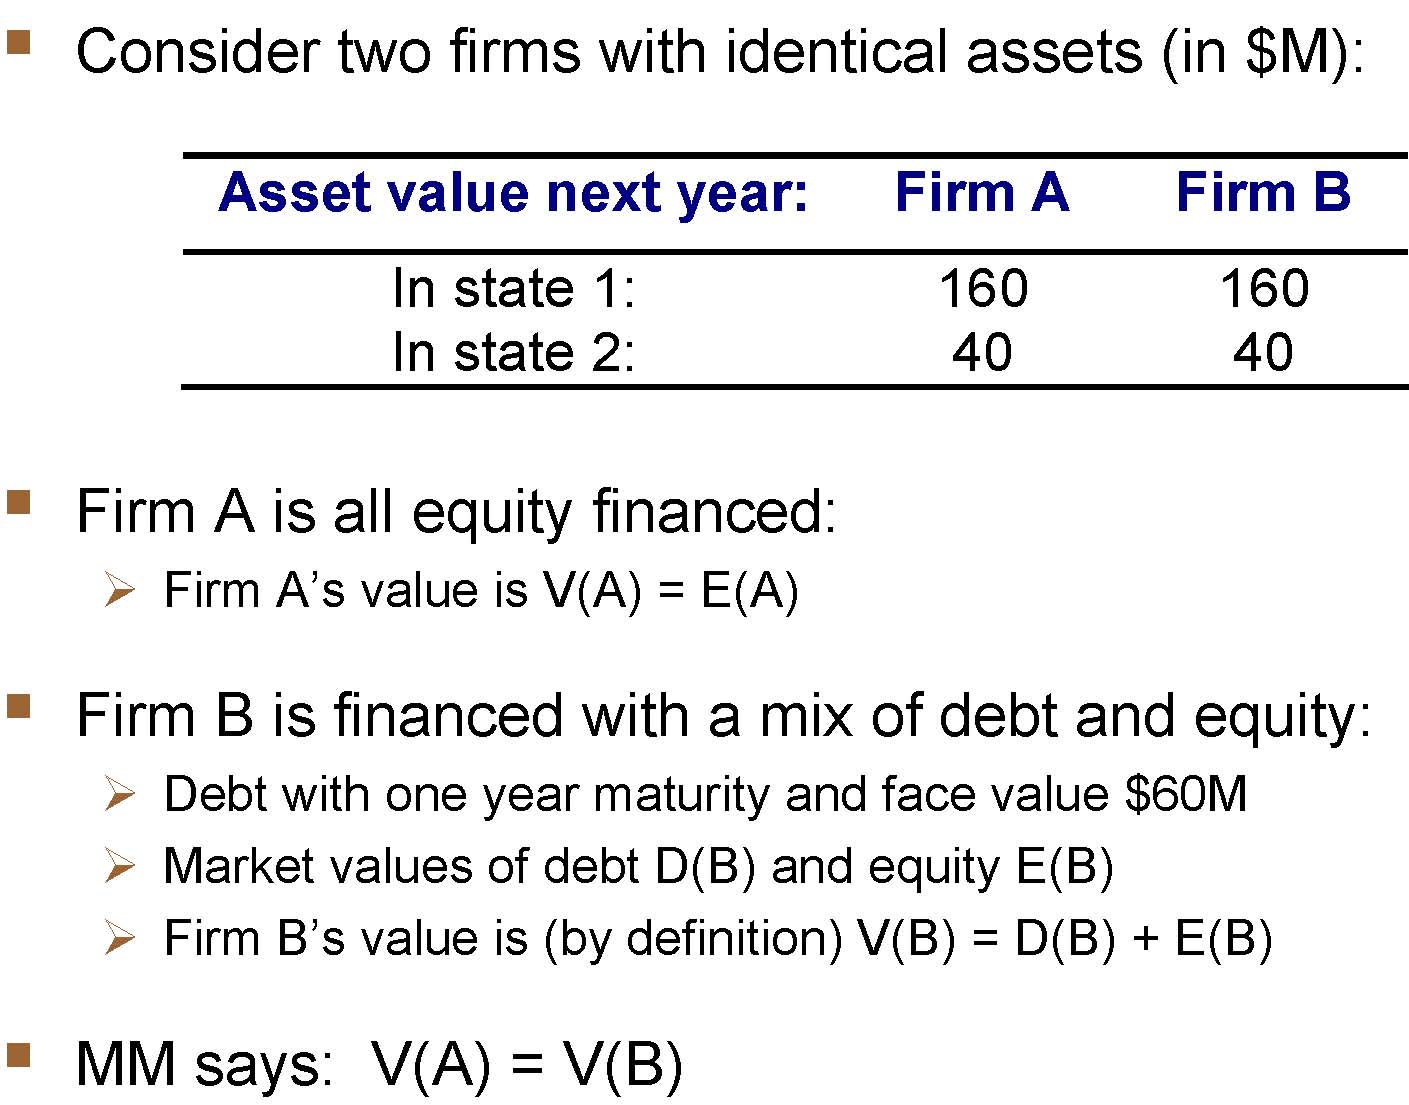 Consider two firms with identical assets (in $M):
Asset value next year: Firm A Firm B
In state 1: 160 160
In state 2: 40 40
Firm A is all equity financed:
Firm A’s value is V(A) = E(A)
Firm B is financed with a mix of debt and equity:
Debt with one year maturity and face value $60M
Market values of debt D(B) and equity E(B)
Firm B’s value is (by definition) V(B) = D(B) + E(B)
MM says: V(A) = V(B)